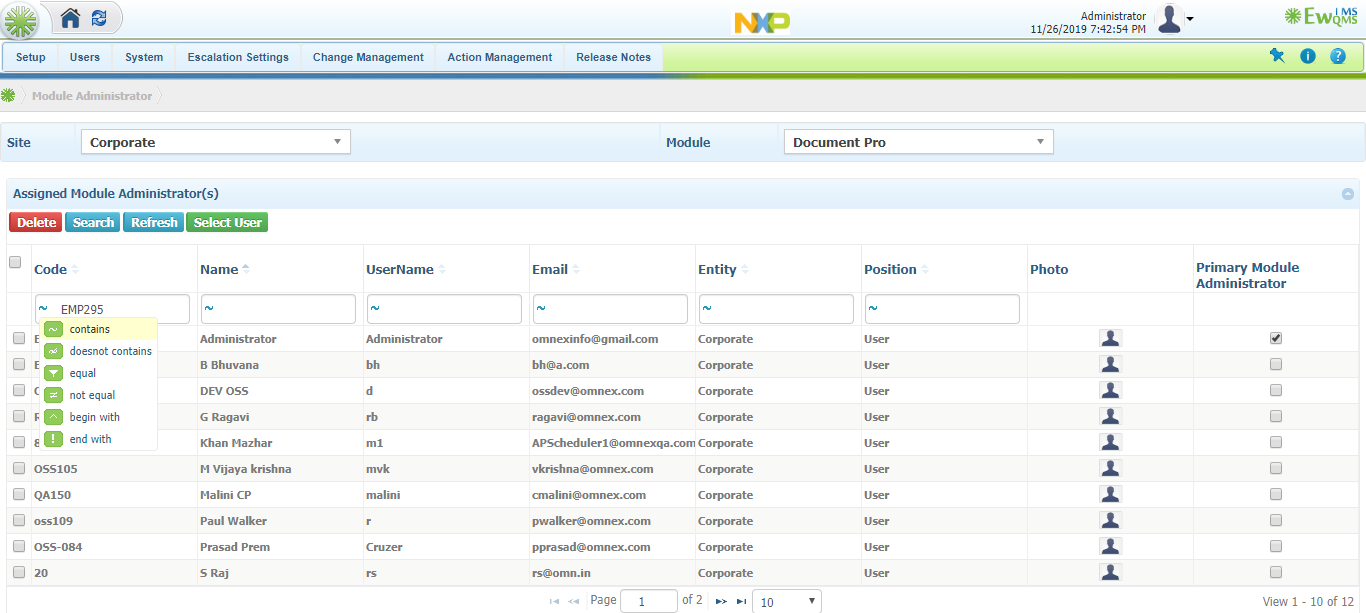 Administrator
11/26/2019 7:42:54 PM
NXP
EwQIMS
QMS
Setup Users System Escalation Settings Change Management Action Management Release Notes
Module Administrator
Site Corporate Module Document Pro
Assigned Module Administrator(s)
Delete Search Refresh Select User
Code Name UserName Email Entity Position Photo Primary Module Administrator
~ EMP295 ~ ~ ~ ~ ~
contains
doesnot contains
equal
not equal
begin with
end with
Administrator Administrator omnexinfo@gmail.com Corporate User
B Bhuvana bh bh@a.com Corporate User
DEV OSS d ossdev@omnex.com Corporate User
G Ragavi rb ragavi@omnex.com Corporate User
Khan Mazhar m1 APScheduler1@omnexqa.com Corporate User
OSS105 M Vijaya krishna mvk vkrishna@omnex.com Corporate User
QA150 Malini CP malini cmalini@omnex.com Corporate User
oss109 Paul Walker r pwalker@omnex.com Corporate User
OSS-084 Prasad Prem Cruzer pprasad@omnex.com Corporate User
20 S Raj rs rs@omn.in Corporate User
Page 1 of 2 10 View 1 - 10 of 12